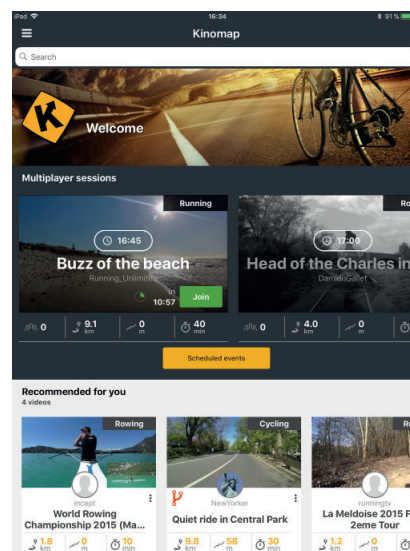 iPad 16:34 91 %
Kinomap
Search
Welcome
Multiplayer sessions
Running
16:45
Buzz of the beach
Running_Unlimited
In
10:57 Join
0 9.1 km 0 m 40 min
Ro
17:00
Head of the Charles in
DamienGallet
0 4.0 km 0 m
Scheduled events
Recommended for you
4 videos
Rowing
incept
World Rowing
Championship 2015 (Ma...
1.8 km 0 m 10 min
Cycling
NewYorker
Quiet ride in Central Park
9.8 km 58 m 30 min
Ru
runningtv
La Meldoise 2015 F
2eme Tour
1.2 km 0 m